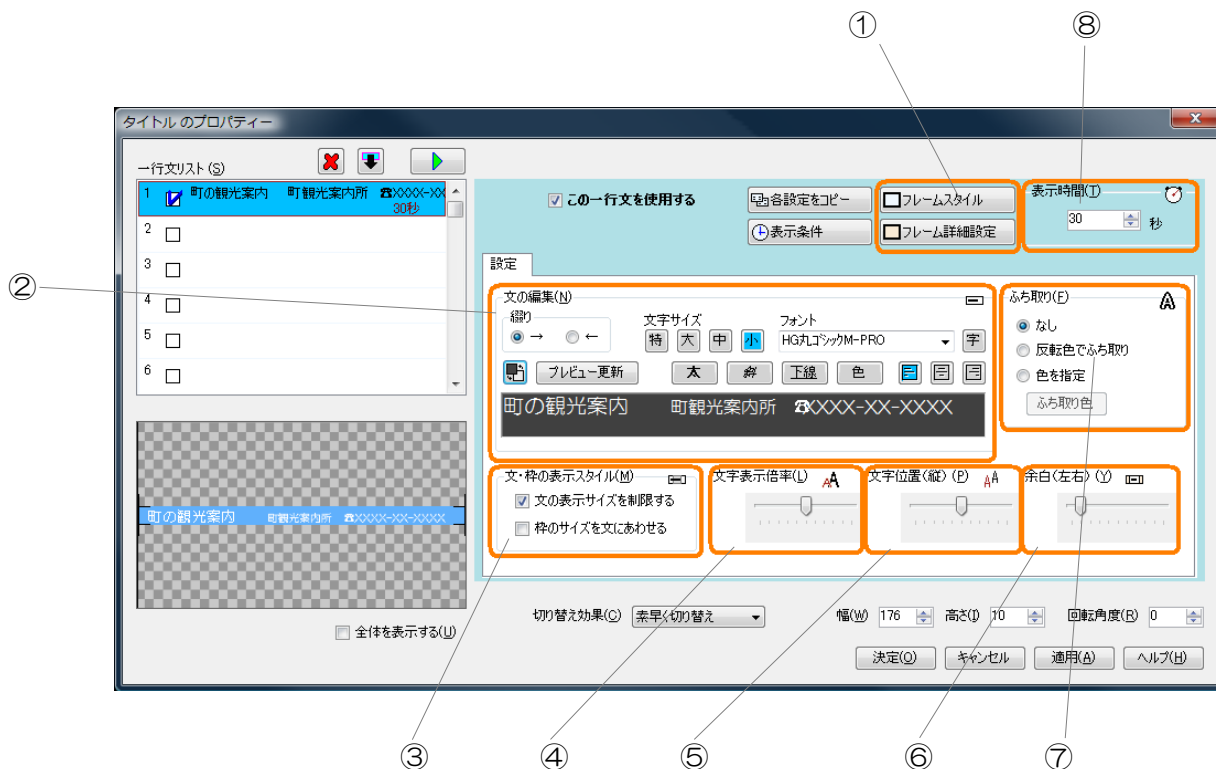 ① ⑧
タイトル のプロパティー
一行文リスト(S)
1 町の観光案内 町観光案内所 ☎XXXX-XX
30秒
2
3
4
5
6
この一行文を使用する
各設定をコピー
フレームスタイル
表示条件
フレーム詳細設定
表示時間(T)
30 秒
設定
②
文の編集(N)
綴り
→ ←
文字サイズ
特 大 中 小
フォント
HG丸ゴシックM-PRO
字
プレビュー更新
太 斜 下線 色
町の観光案内 町観光案内所 ☎XXXX-XX-XXXX
ふち取り(F)
なし
反転色でふち取り
色を指定
ふち取り色
文・枠の表示スタイル(M)
文の表示サイズを制限する
枠のサイズを文にあわせる
文字表示倍率(L)
文字位置(縦) (P)
余白(左右) (Y)
町の観光案内 町観光案内所 ☎XXXX-XX-XXXX
全体を表示する(U)
切り替え効果(C) 素早く切り替え
幅(W) 176 高さ(I) 10 回転角度(R) 0
決定(O) キャンセル 適用(A) ヘルプ(H)
③ ④ ⑤ ⑥ ⑦